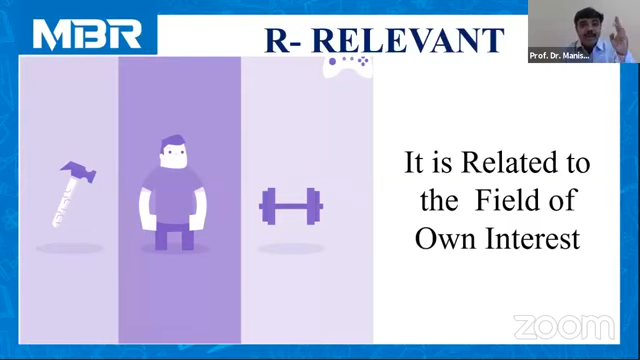 MBR
R- RELEVANT
Prof. Dr. Manis...
It is Related to
the Field of
Own Interest
zoom